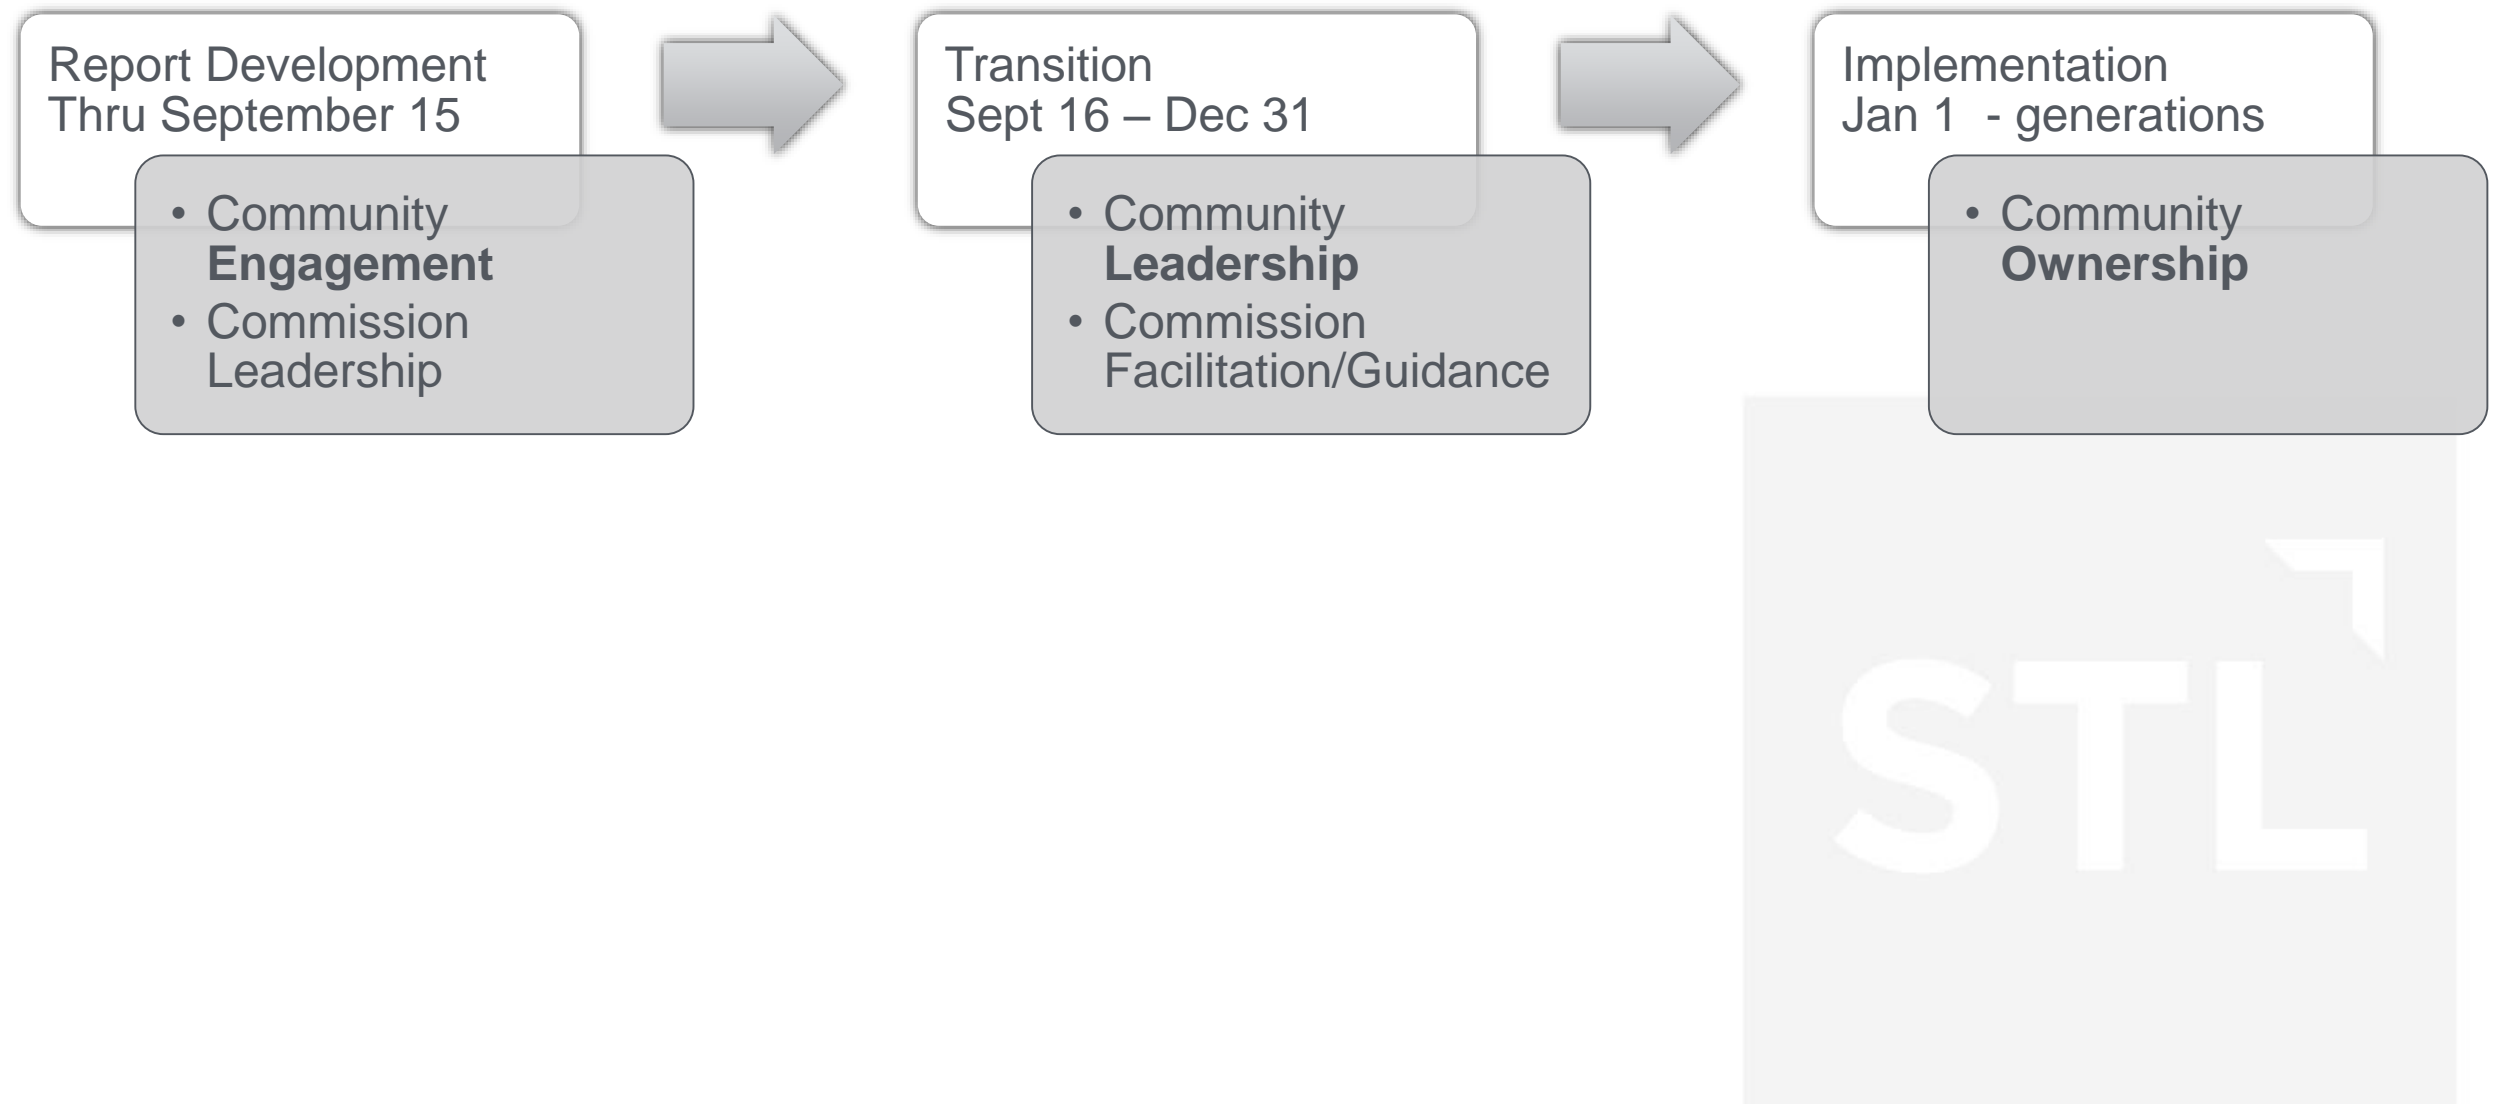 Report Development
Thru September 15
• Community
Engagement
• Commission
Leadership
Transition
Sept 16 – Dec 31
• Community
Leadership
• Commission
Facilitation/Guidance
Implementation
Jan 1  - generations
• Community
Ownership
STL